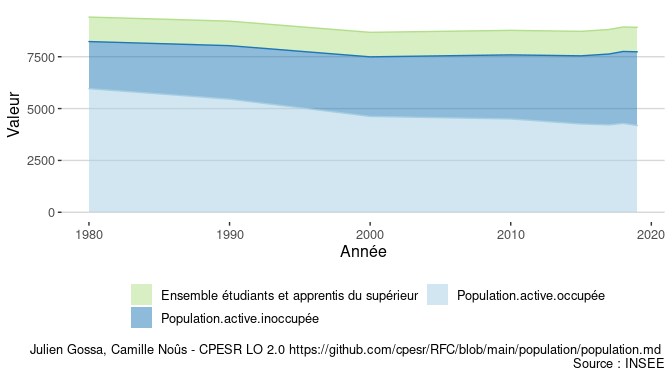 Valeur
7500
5000
2500
0
1980
1990
2000
2010
2020
Année
Ensemble étudiants et apprentis du supérieur
Population.active.occupée
Population.active.inoccupée
Julien Gossa, Camille Noûs - CPESR LO 2.0 https://github.com/cpesr/RFC/blob/main/population/population.md
Source : INSEE